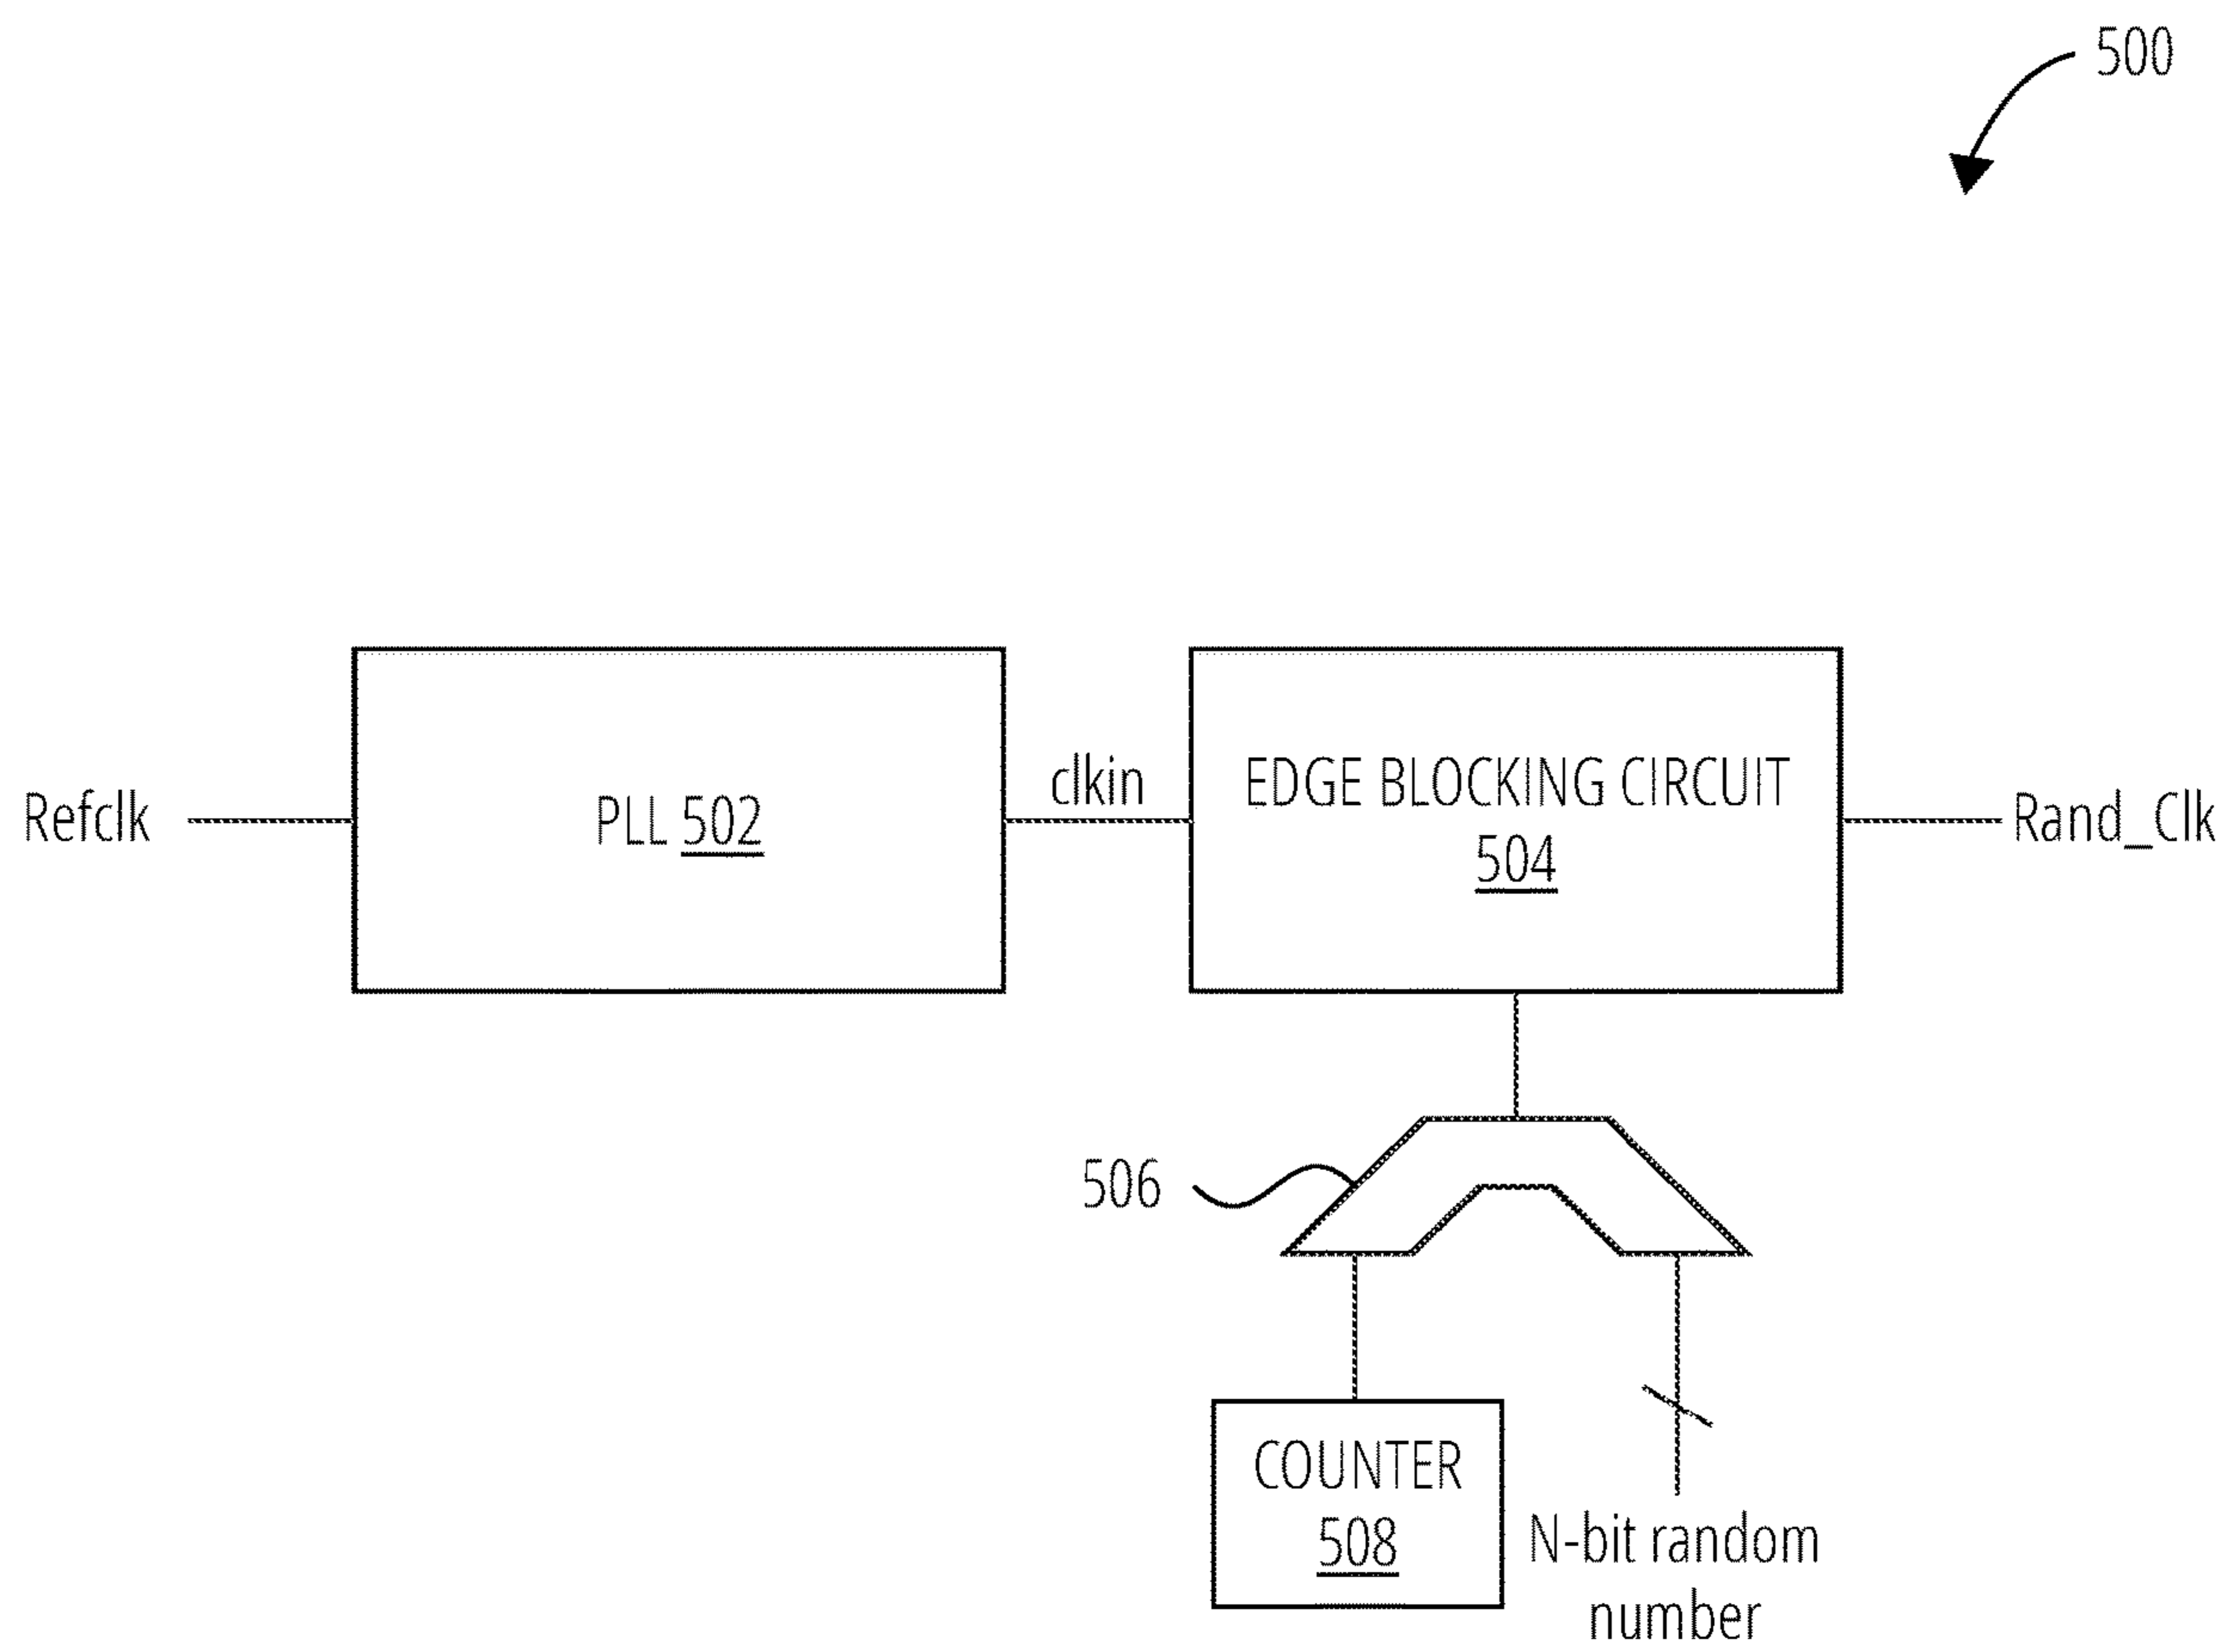 500
Refclk
PLL 502
clkin
EDGE BLOCKING CIRCUIT
504
Rand_Clk
506
COUNTER
508
N-bit random
number